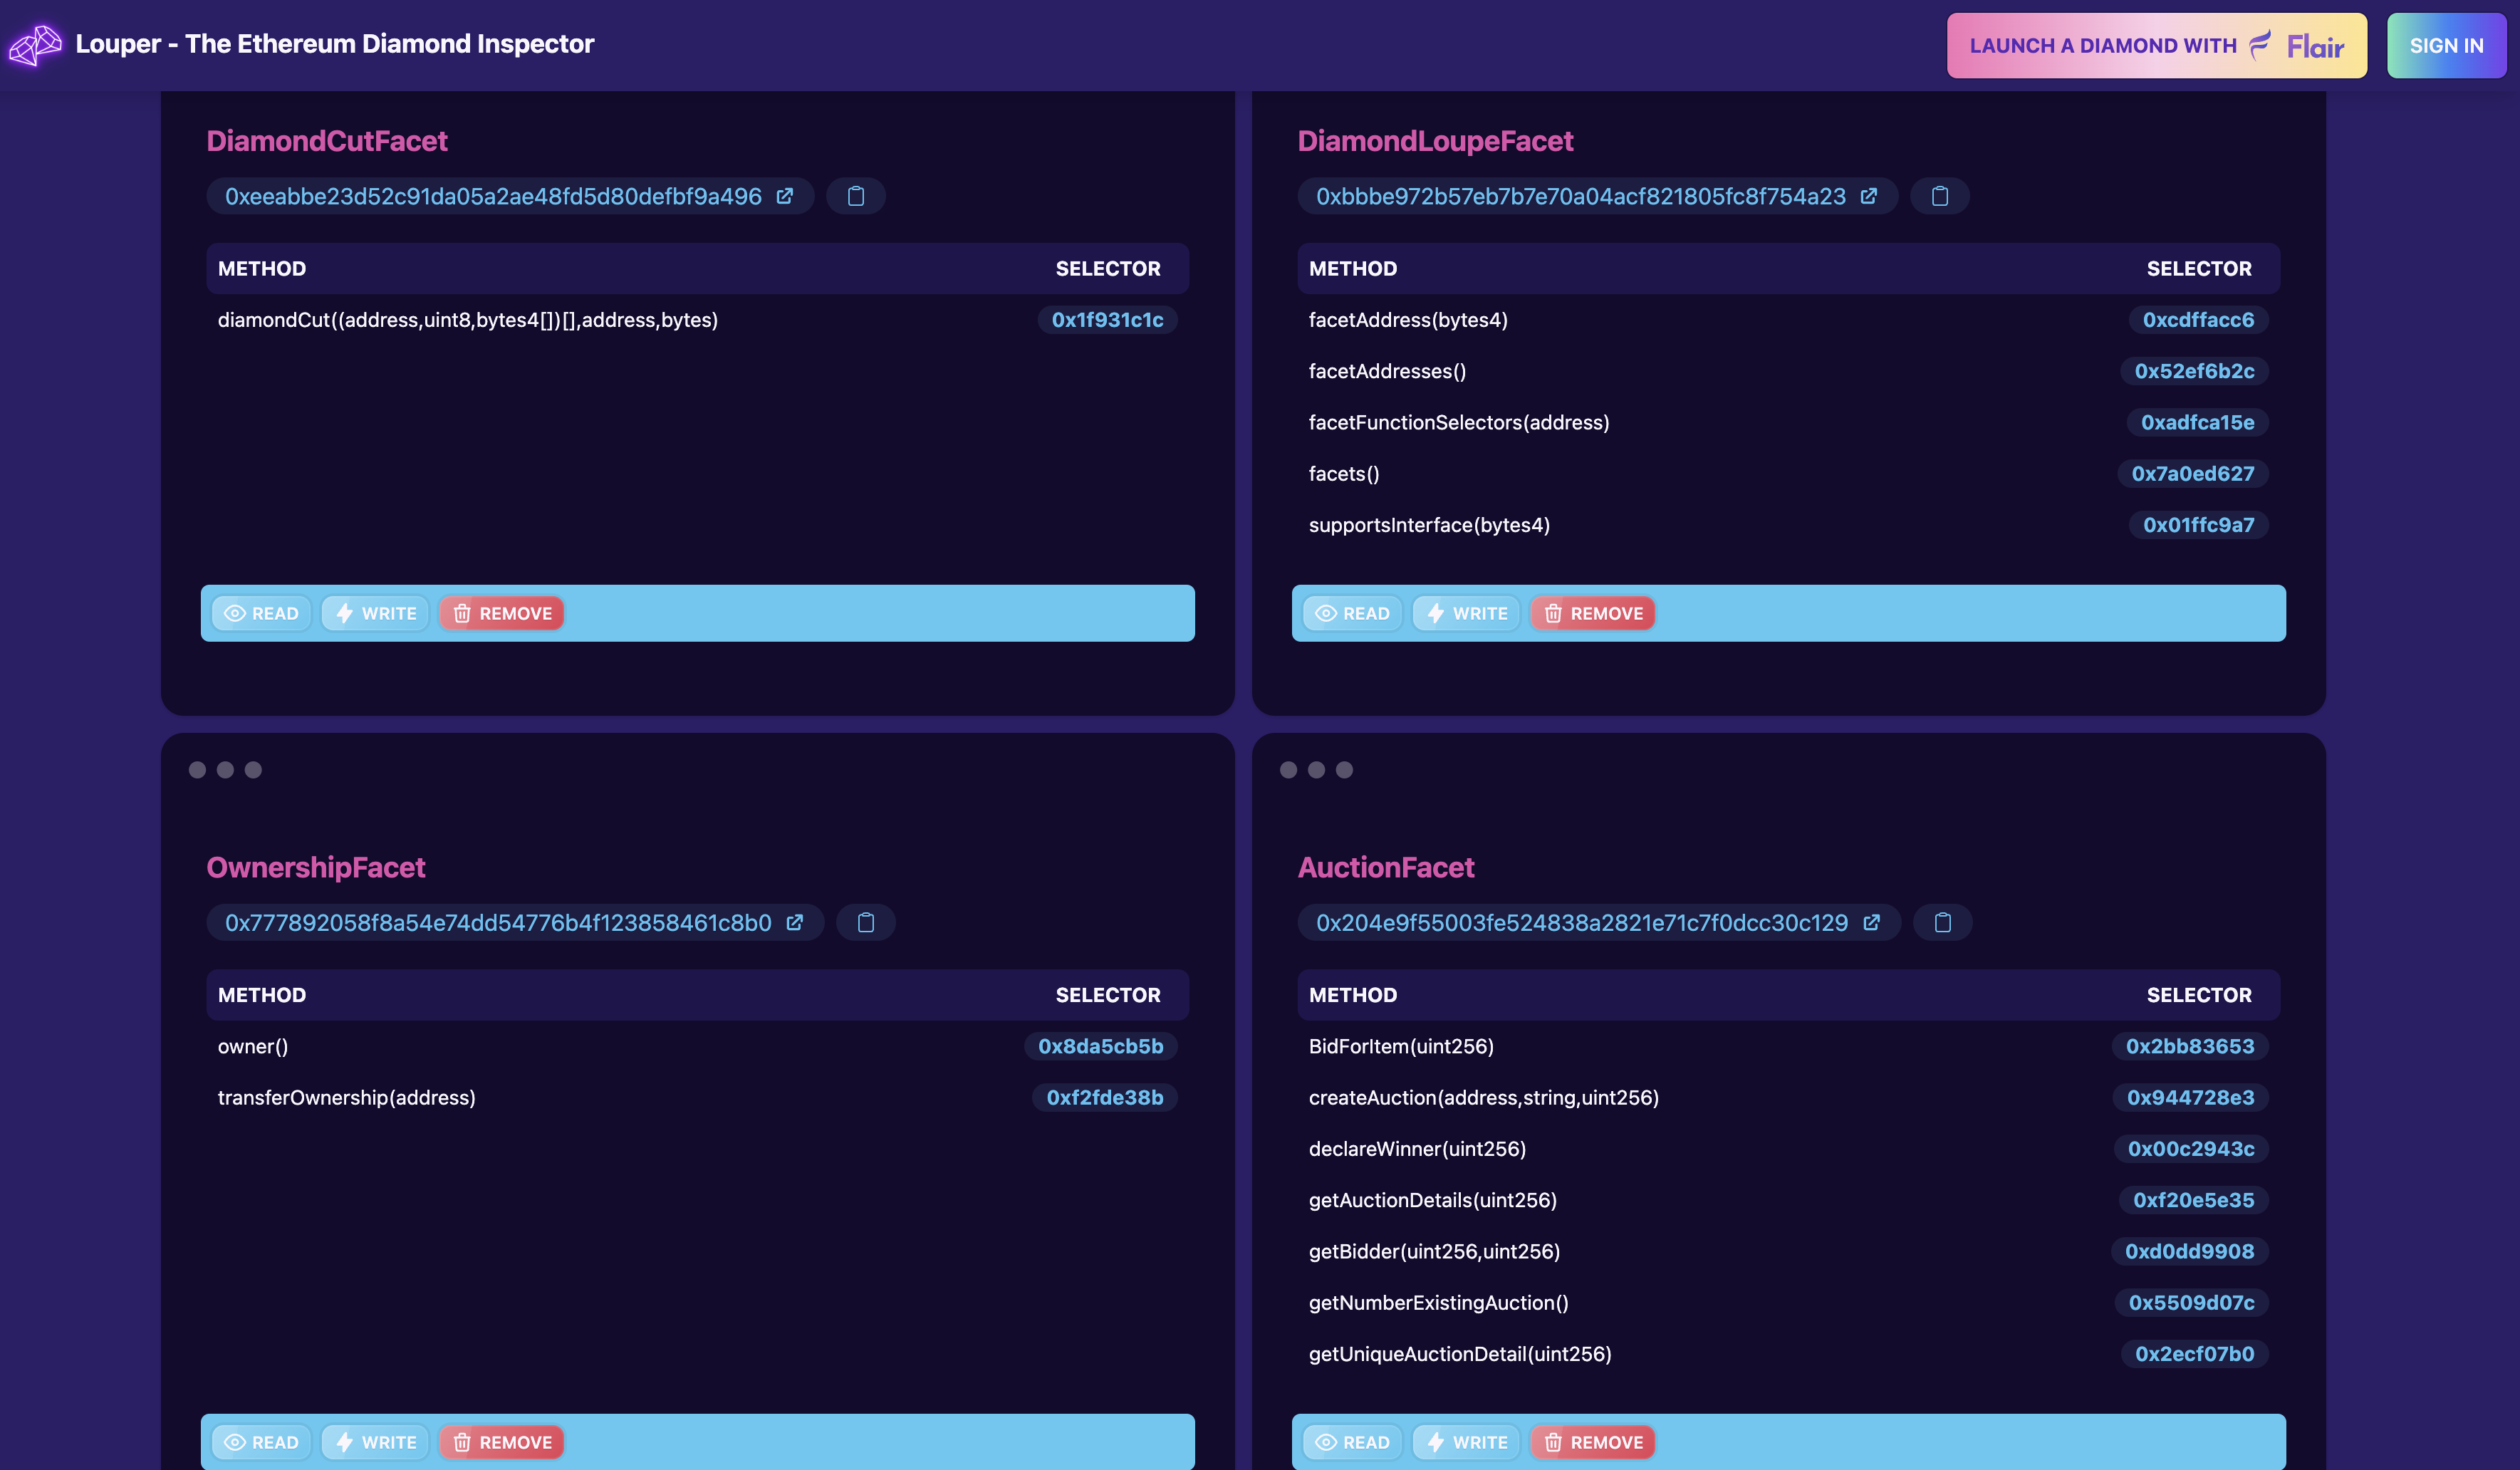 Louper - The Ethereum Diamond Inspector
LAUNCH A DIAMOND WITH Flair
SIGN IN
DiamondCutFacet
0xeeabbe23d52c91da05a2ae48fd5d80defbf9a496
METHOD SELECTOR
diamondCut((address,uint8,bytes4[])[],address,bytes) 0x1f931c1c
READ WRITE REMOVE
DiamondLoupeFacet
0xbbbe972b57eb7b7e70a04acf821805fc8f754a23
METHOD SELECTOR
facetAddress(bytes4) 0xcdffacc6
facetAddresses() 0x52ef6b2c
facetFunctionSelectors(address) 0xadfca15e
facets() 0x7a0ed627
supportsInterface(bytes4) 0x01ffc9a7
READ WRITE REMOVE
OwnershipFacet
0x777892058f8a54e74dd54776b4f123858461c8b0
METHOD SELECTOR
owner() 0x8da5cb5b
transferOwnership(address) 0xf2fde38b
READ WRITE REMOVE
AuctionFacet
0x204e9f55003fe524838a2821e71c7f0dcc30c129
METHOD SELECTOR
BidForItem(uint256) 0x2bb83653
createAuction(address,string,uint256) 0x944728e3
declareWinner(uint256) 0x00c2943c
getAuctionDetails(uint256) 0xf20e5e35
getBidder(uint256,uint256) 0xd0dd9908
getNumberExistingAuction() 0x5509d07c
getUniqueAuctionDetail(uint256) 0x2ecf07b0
READ WRITE REMOVE